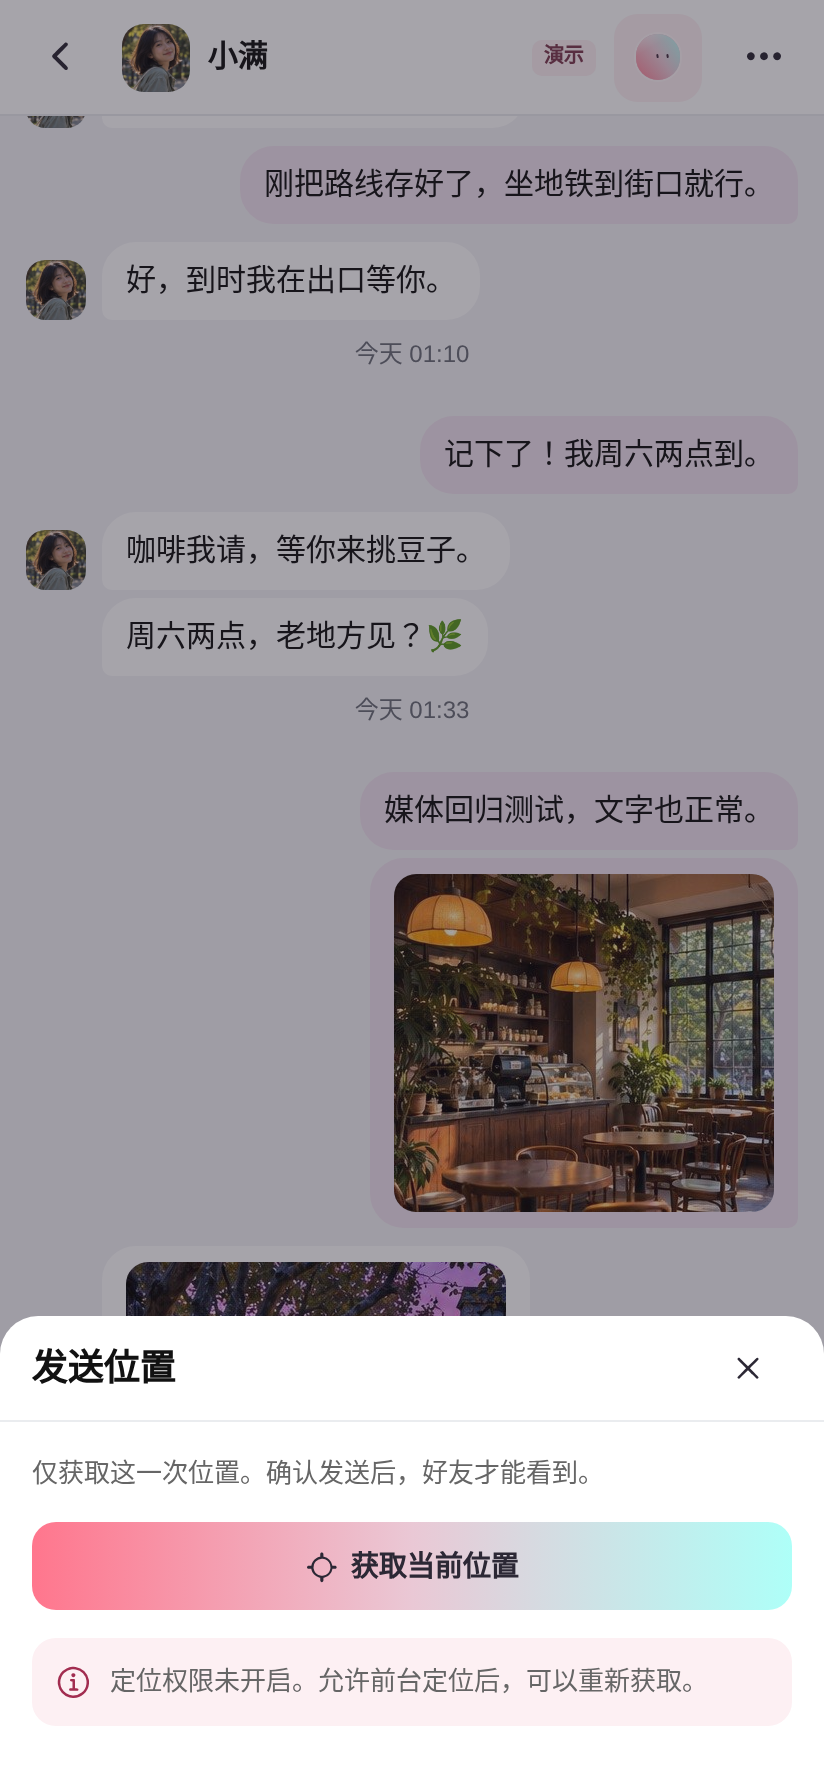 小满
演示
刚把路线存好了，坐地铁到街口就行。
好，到时我在出口等你。
今天 01:10
记下了！我周六两点到。
咖啡我请，等你来挑豆子。
周六两点，老地方见？🌿
今天 01:33
媒体回归测试，文字也正常。
发送位置
仅获取这一次位置。确认发送后，好友才能看到。
获取当前位置
定位权限未开启。允许前台定位后，可以重新获取。